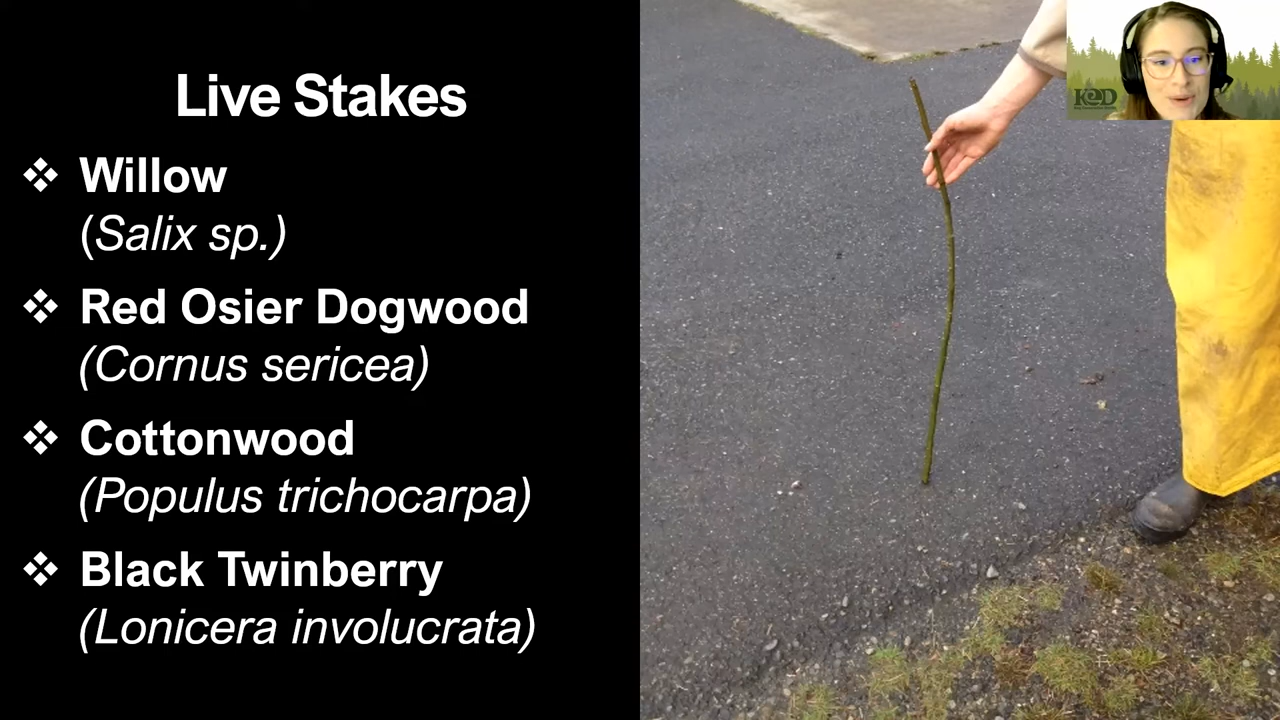 Live Stakes
❖ Willow
(Salix sp.)
❖ Red Osier Dogwood
(Cornus sericea)
❖ Cottonwood
(Populus trichocarpa)
❖ Black Twinberry
(Lonicera involucrata)